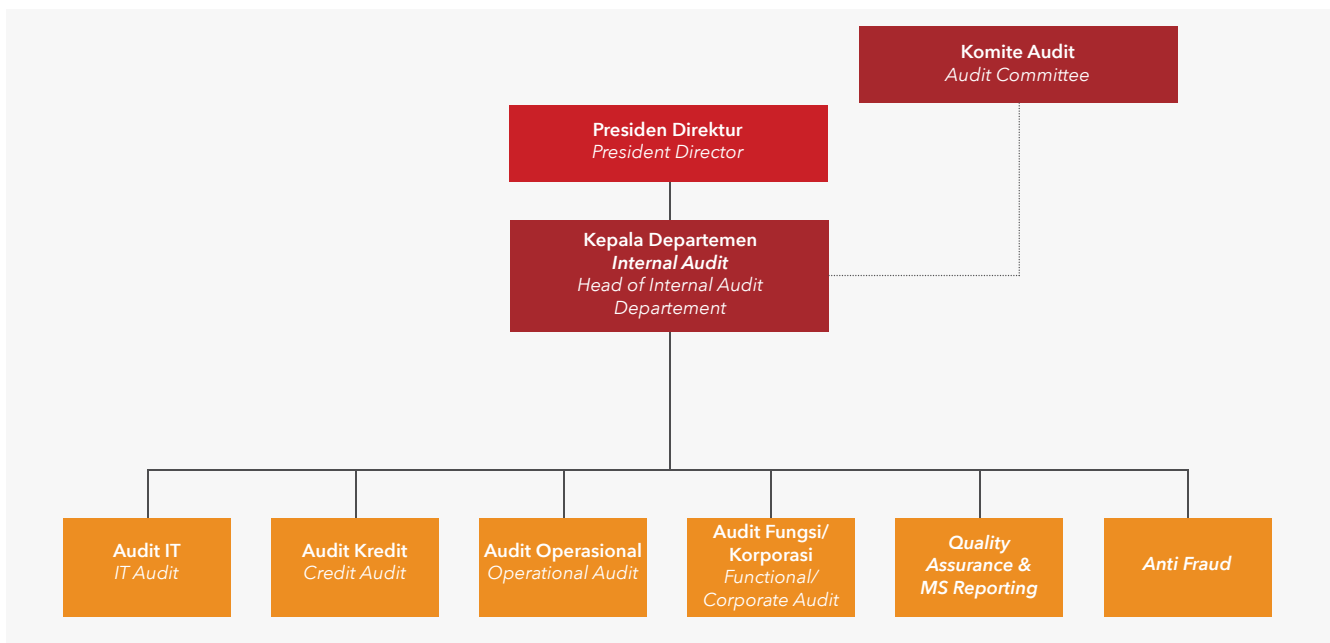 Komite Audit
Audit Committee
Presiden Direktur
President Director
Kepala Departemen
Internal Audit
Head of Internal Audit
Departement
Audit IT
IT Audit
Audit Kredit
Credit Audit
Audit Operasional
Operational Audit
Audit Fungsi/
Korporasi
Functional/
Corporate Audit
Quality
Assurance &
MS Reporting
Anti Fraud